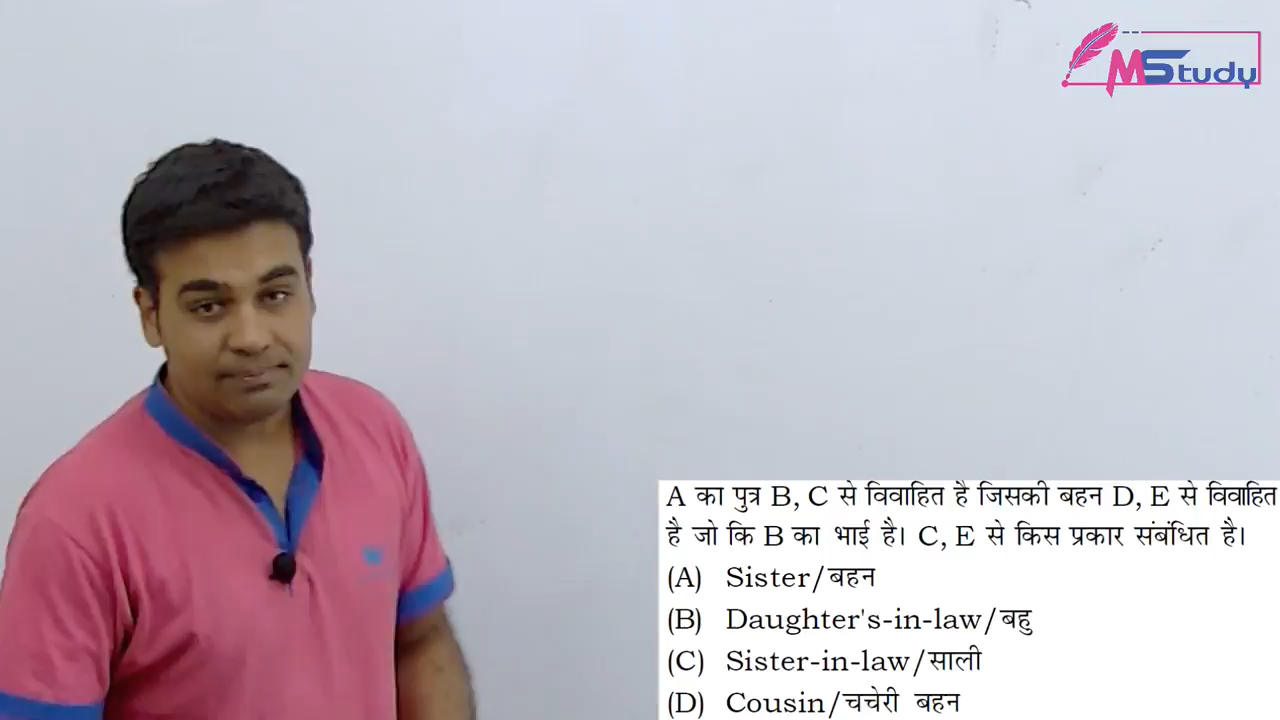 MStudy
A का पुत्र B, C से विवाहित है जिसकी बहन D, E से विवाहित
है जो कि B का भाई है। C, E से किस प्रकार संबंधित है।
(A) Sister/बहन
(B) Daughter's-in-law/बहु
(C) Sister-in-law/साली
(D) Cousin/चचेरी बहन